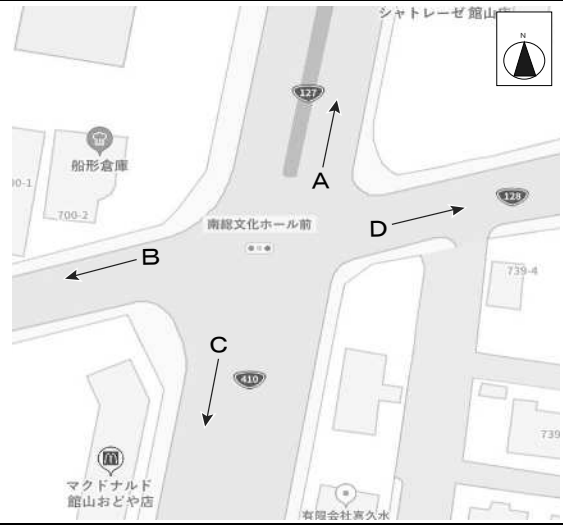 シャトレーゼ 館山店
N
127
A
船形倉庫
00-1
700-2
128
D
南総文化ホール前
B
739-4
C
410
739
マクドナルド
館山おどや店
有限会社喜久水